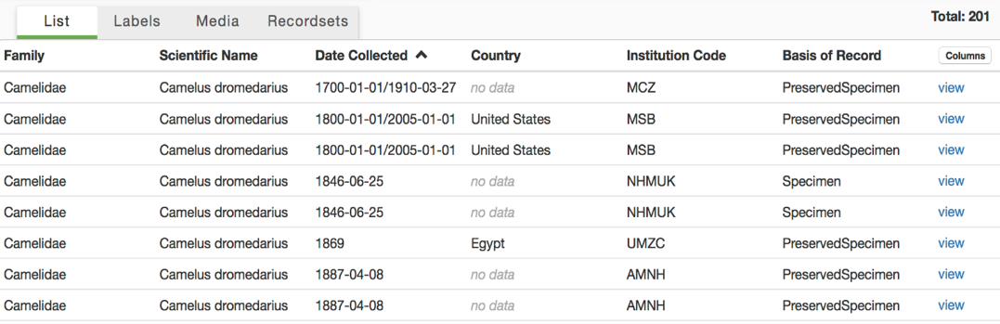 List Labels Media Recordsets Total: 201
Family Scientific Name Date Collected Country Institution Code Basis of Record Columns
Camelidae Camelus dromedarius 1700-01-01/1910-03-27 no data MCZ PreservedSpecimen view
Camelidae Camelus dromedarius 1800-01-01/2005-01-01 United States MSB PreservedSpecimen view
Camelidae Camelus dromedarius 1800-01-01/2005-01-01 United States MSB PreservedSpecimen view
Camelidae Camelus dromedarius 1846-06-25 no data NHMUK Specimen view
Camelidae Camelus dromedarius 1846-06-25 no data NHMUK Specimen view
Camelidae Camelus dromedarius 1869 Egypt UMZC PreservedSpecimen view
Camelidae Camelus dromedarius 1887-04-08 no data AMNH PreservedSpecimen view
Camelidae Camelus dromedarius 1887-04-08 no data AMNH PreservedSpecimen view